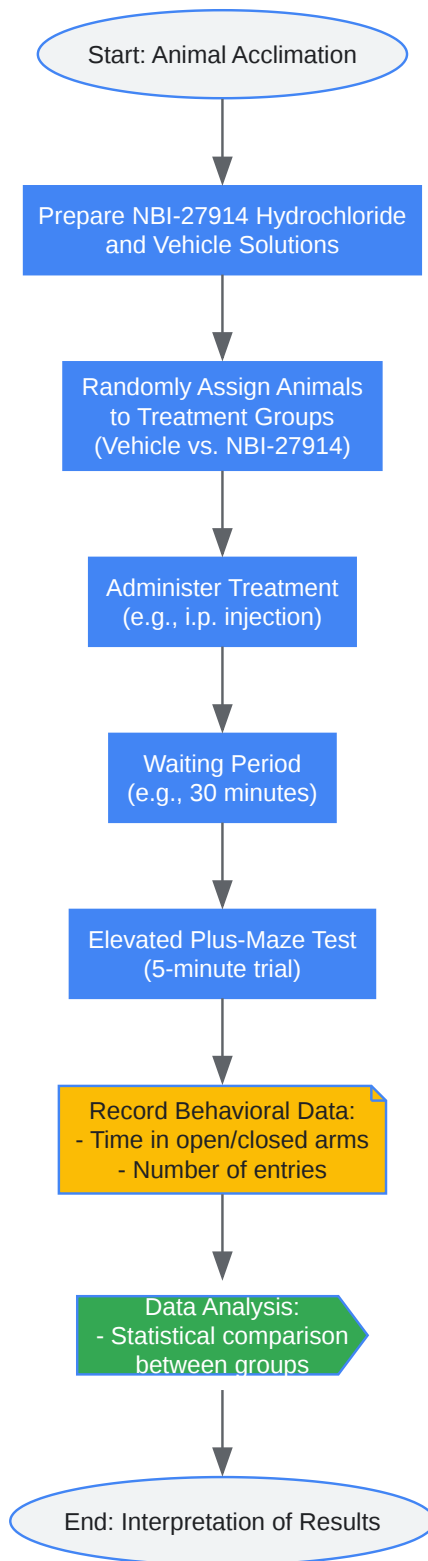 Start: Animal Acclimation
Prepare NBI-27914 Hydrochloride
and Vehicle Solutions
Randomly Assign Animals
to Treatment Groups
(Vehicle vs. NBI-27914)
Administer Treatment
(e.g., i.p. injection)
Waiting Period
(e.g., 30 minutes)
Elevated Plus-Maze Test
(5-minute trial)
Record Behavioral Data:
- Time in open/closed arms
- Number of entries
Data Analysis:
- Statistical comparison
between groups
End: Interpretation of Results